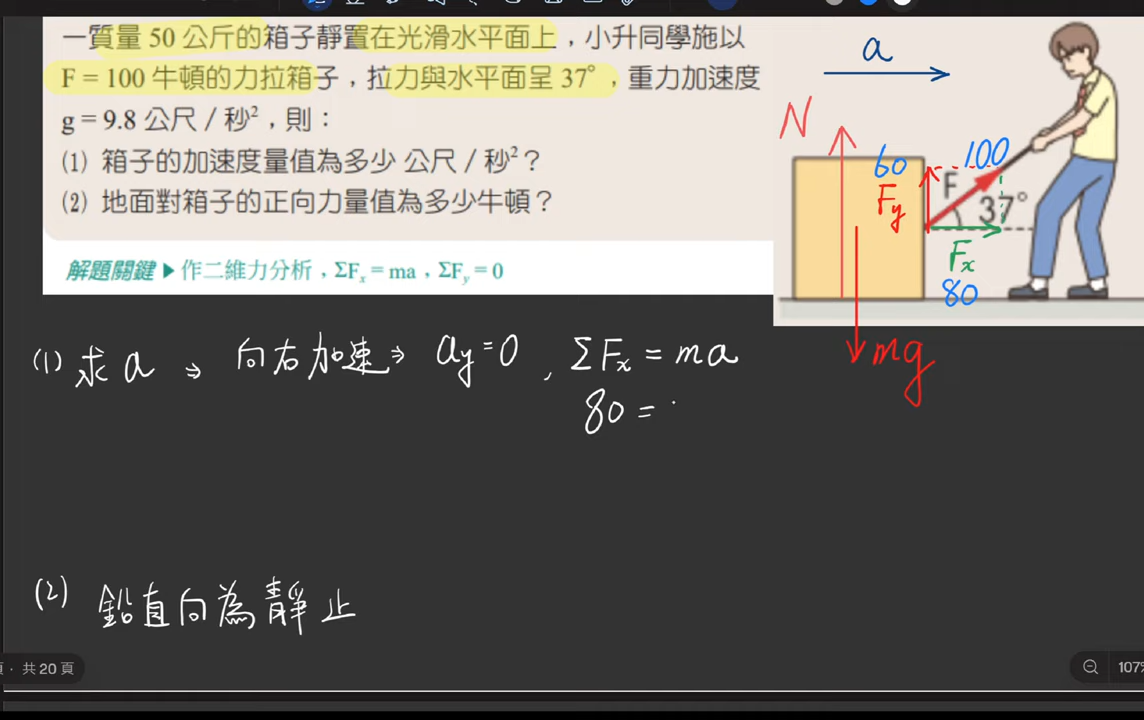 一質量 50 公斤的箱子靜置在光滑水平面上，小升同學施以
F = 100 牛頓的力拉箱子，拉力與水平面呈 37°，重力加速度
g = 9.8 公尺／秒²，則：
(1) 箱子的加速度量值為多少 公尺／秒²？
(2) 地面對箱子的正向力量值為多少牛頓？
解題關鍵▶作二維力分析，ΣFₓ = ma，ΣFᵧ = 0
a
N
60
100
Fy
F
37°
Fx
80
mg
(1) 求 a ⇒ 向右加速 ⇒ ay = 0 , ΣFx = ma
80 =
(2) 鉛直向為靜止
頁 · 共 20 頁
107%